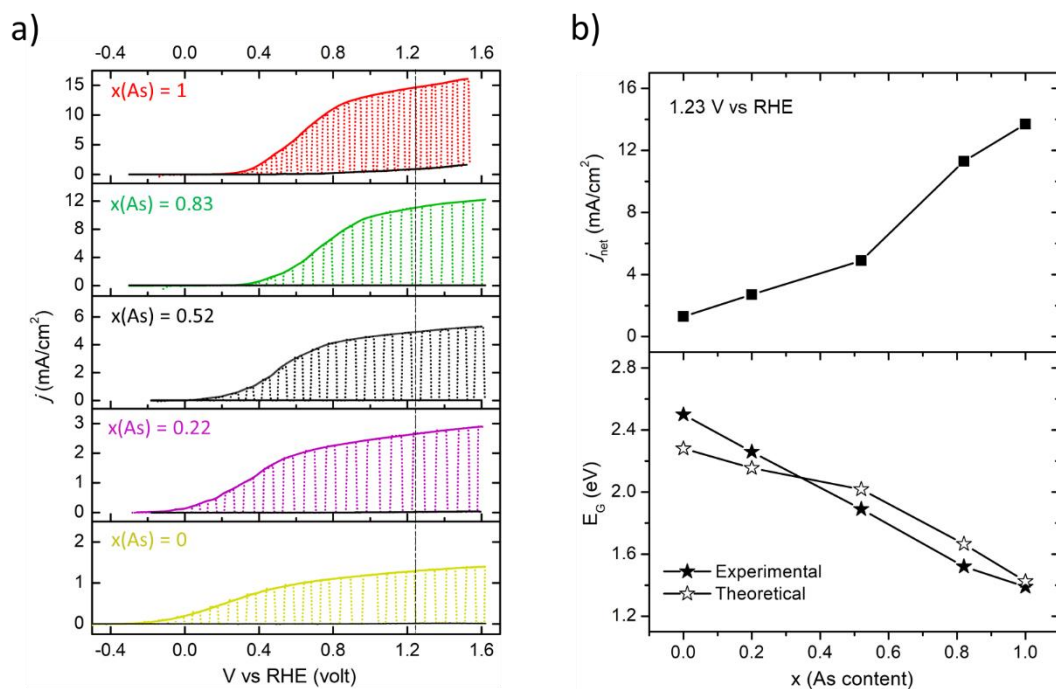 a)
-0.4 0.0 0.4 0.8 1.2 1.6
15
10
5
0
x(As) = 1
12
8
4
0
x(As) = 0.83
6
4
2
0
x(As) = 0.52
3
2
1
0
x(As) = 0.22
1
0
x(As) = 0
j (mA/cm²)
-0.4 0.0 0.4 0.8 1.2 1.6
V vs RHE (volt)
b)
16
12
8
4
0
1.23 V vs RHE
jnet (mA/cm²)
2.8
2.4
2.0
1.6
1.2
EG (eV)
Experimental
Theoretical
0.0 0.2 0.4 0.6 0.8 1.0
x (As content)